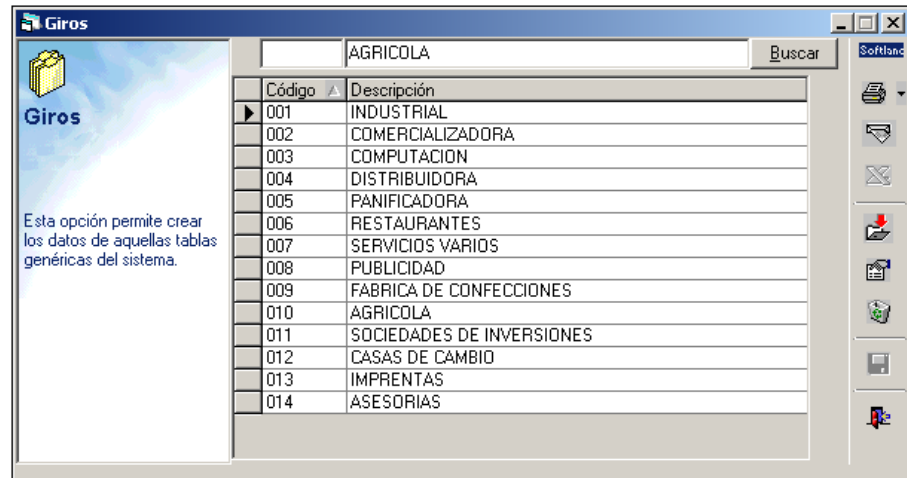 Giros
AGRICOLA Buscar
Softland
Giros
Esta opción permite crear
los datos de aquellas tablas
genéricas del sistema.
Código Descripción
001 INDUSTRIAL
002 COMERCIALIZADORA
003 COMPUTACION
004 DISTRIBUIDORA
005 PANIFICADORA
006 RESTAURANTES
007 SERVICIOS VARIOS
008 PUBLICIDAD
009 FABRICA DE CONFECCIONES
010 AGRICOLA
011 SOCIEDADES DE INVERSIONES
012 CASAS DE CAMBIO
013 IMPRENTAS
014 ASESORIAS